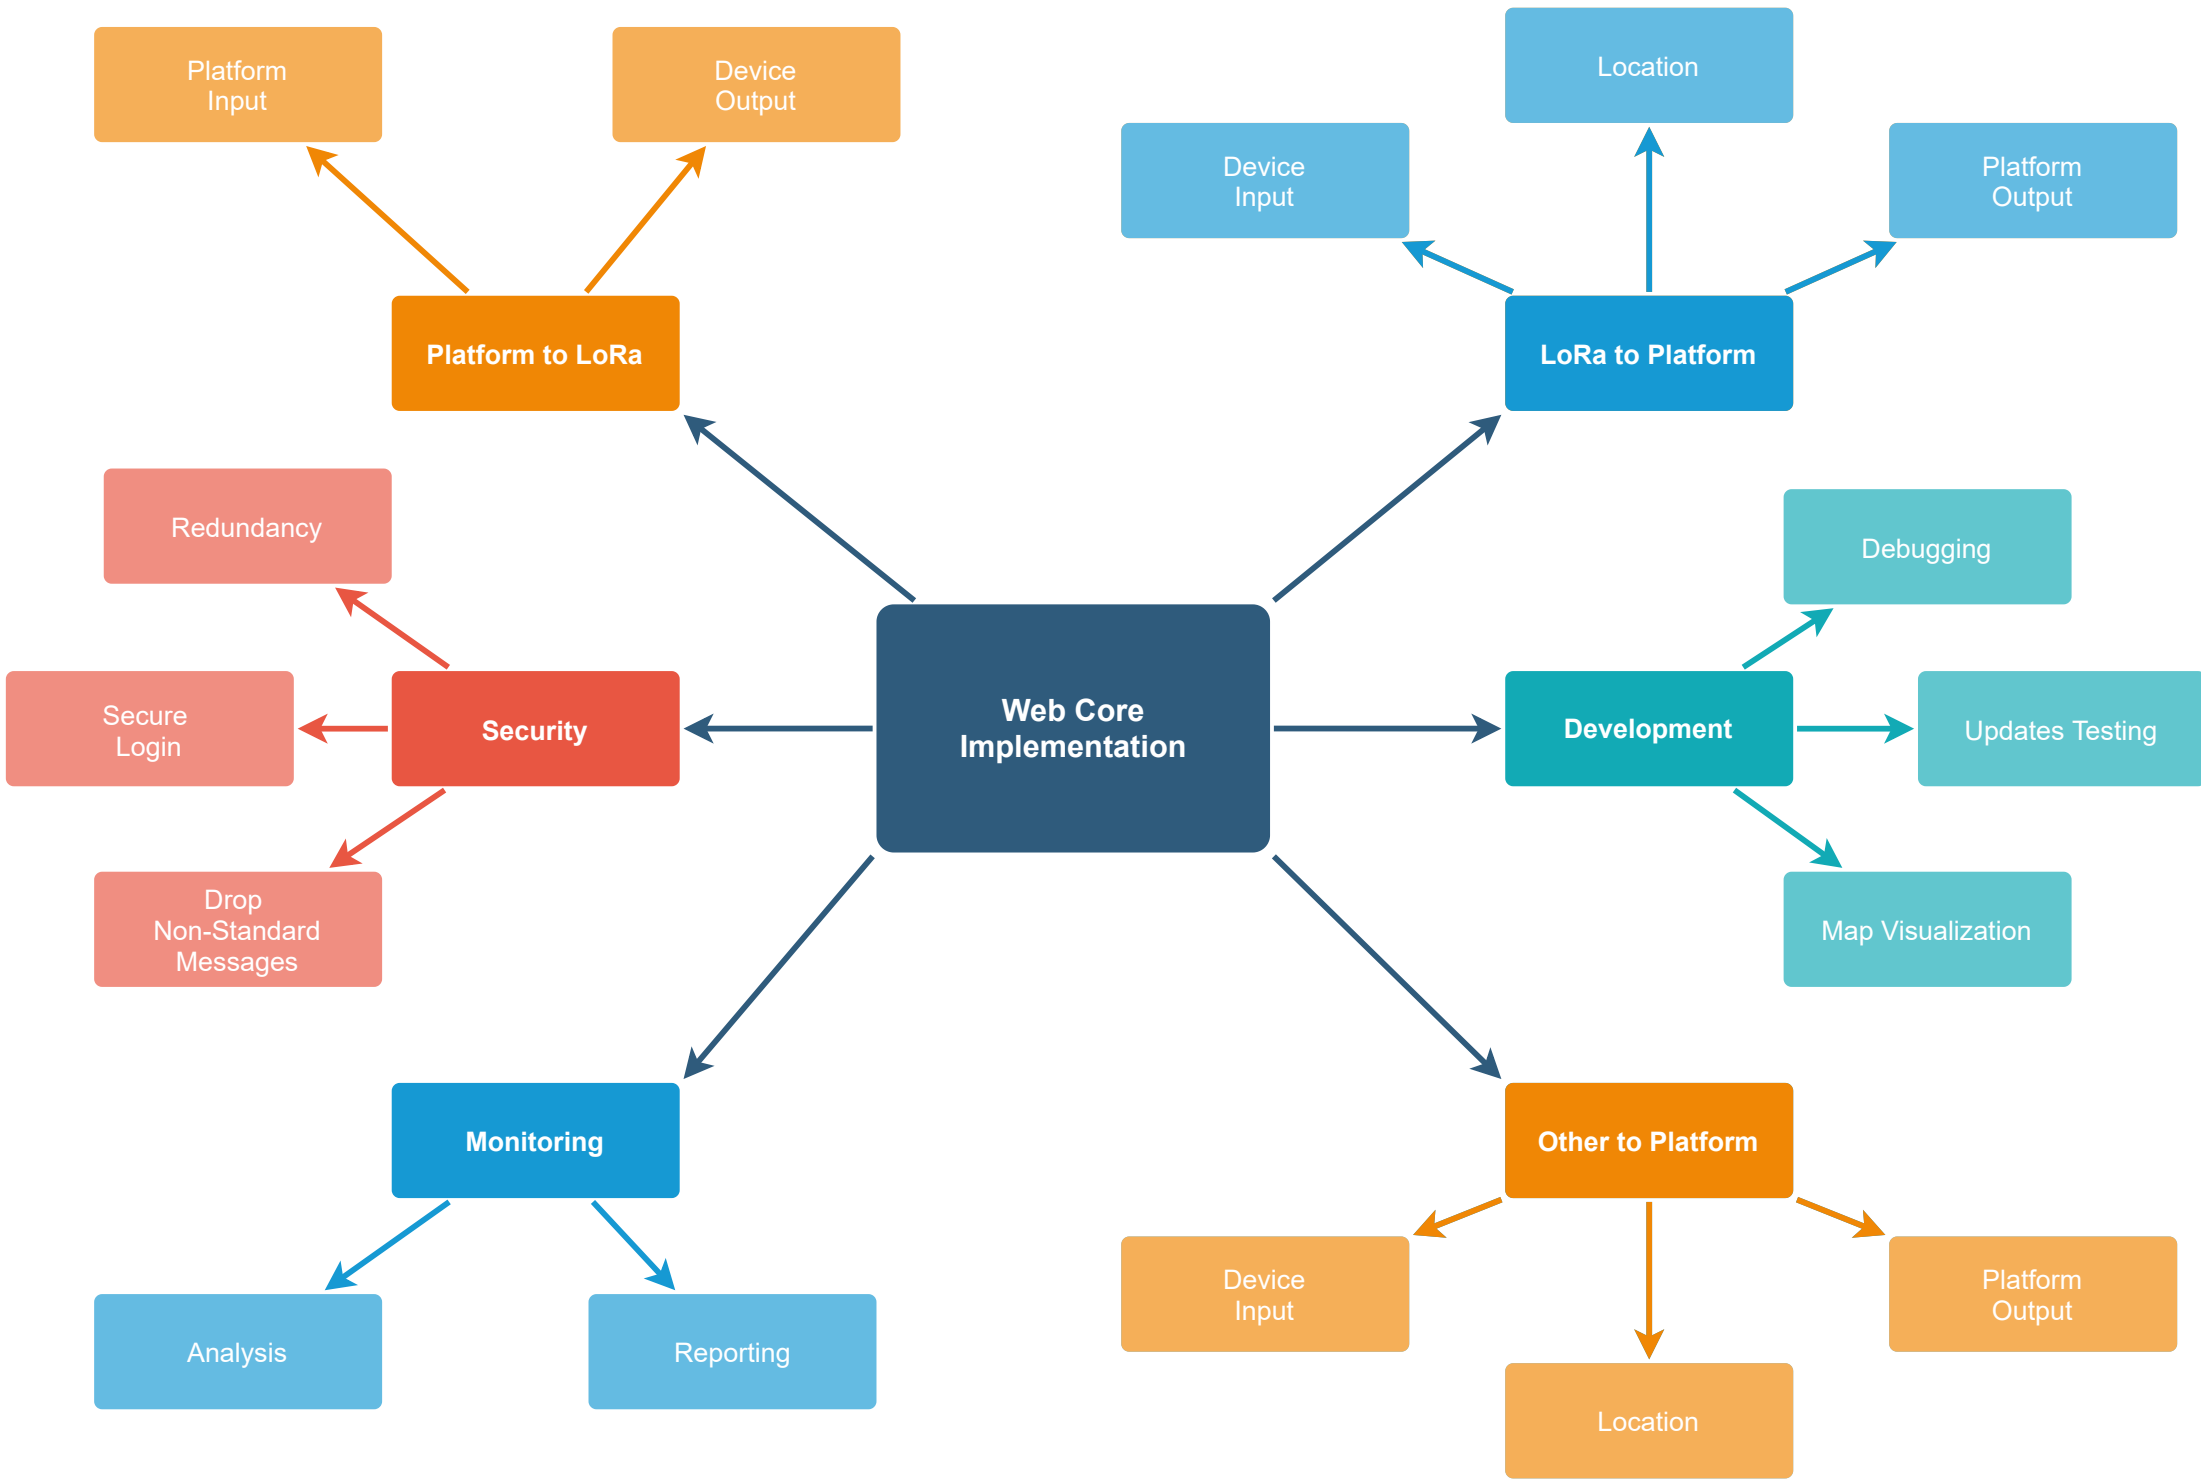 Platform
Input
Device
Output
Location
Device
Input
Platform
Output
Platform to LoRa
LoRa to Platform
Redundancy
Debugging
Secure
Login
Security
Web Core
Implementation
Development
Updates Testing
Drop
Non-Standard
Messages
Map Visualization
Monitoring
Other to Platform
Analysis
Reporting
Device
Input
Platform
Output
Location